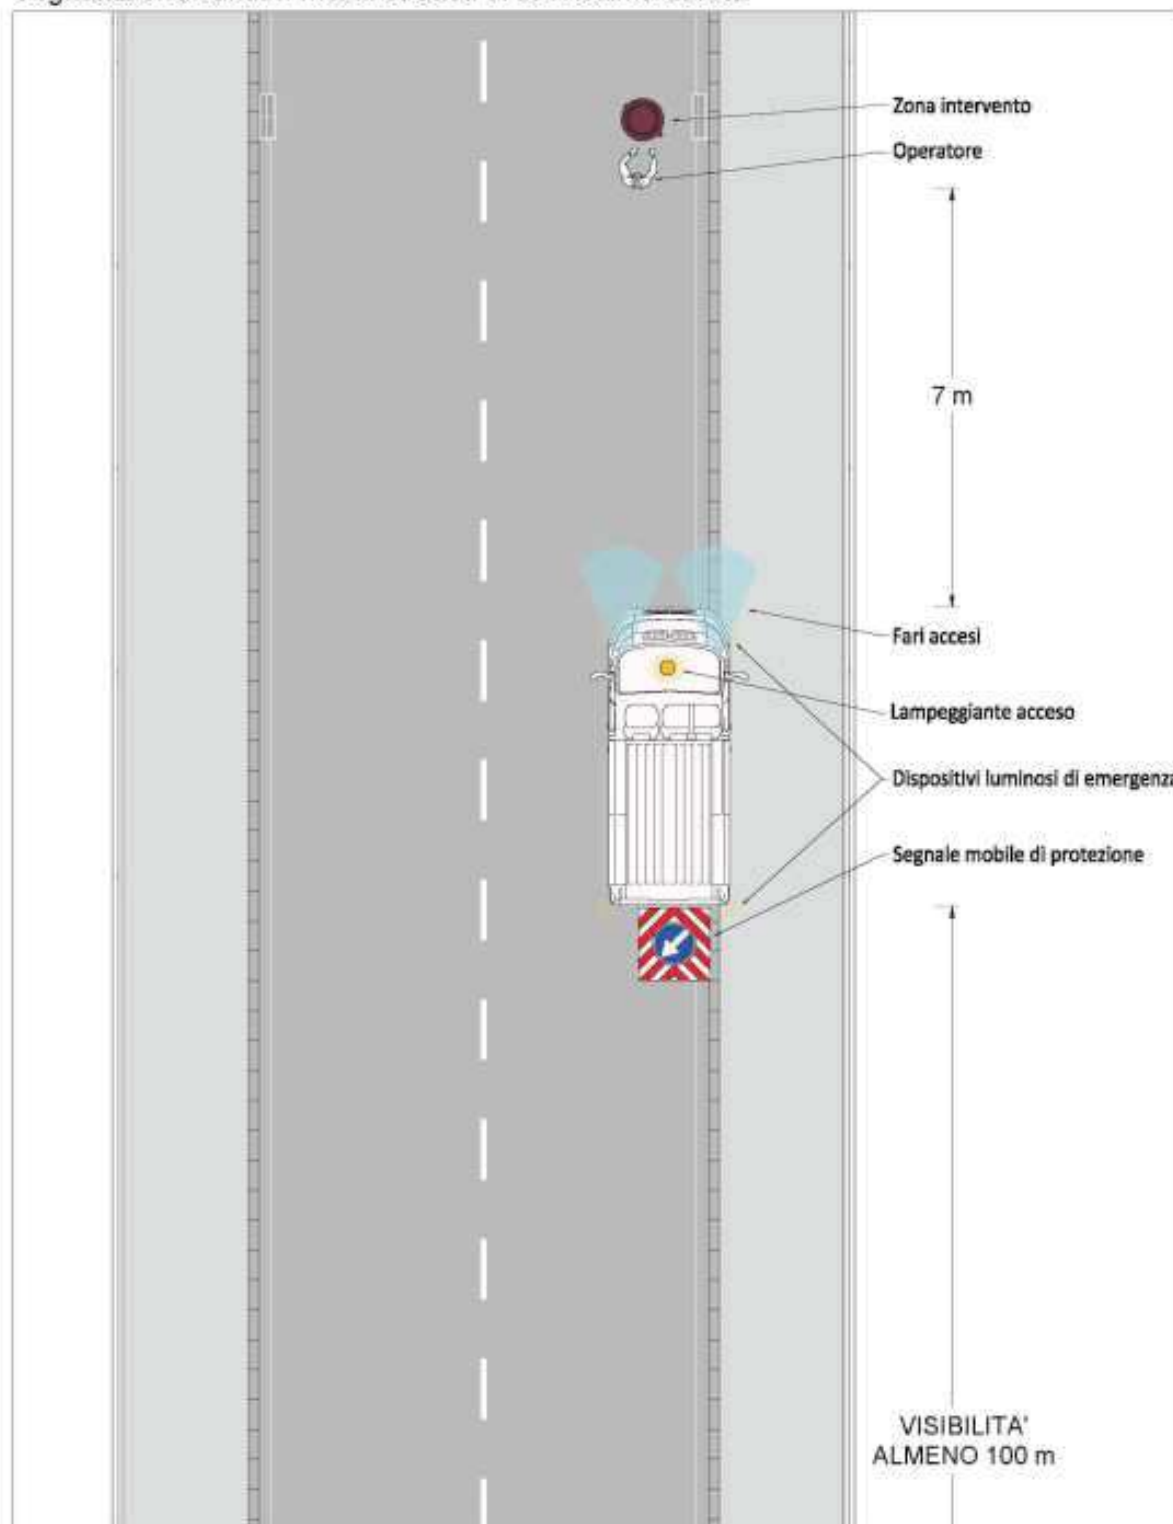 Zona intervento
Operatore
7 m
Fari accesi
Lampeggiante acceso
Dispositivi luminosi di emergenza
Segnale mobile di protezione
VISIBILITA'
ALMENO 100 m